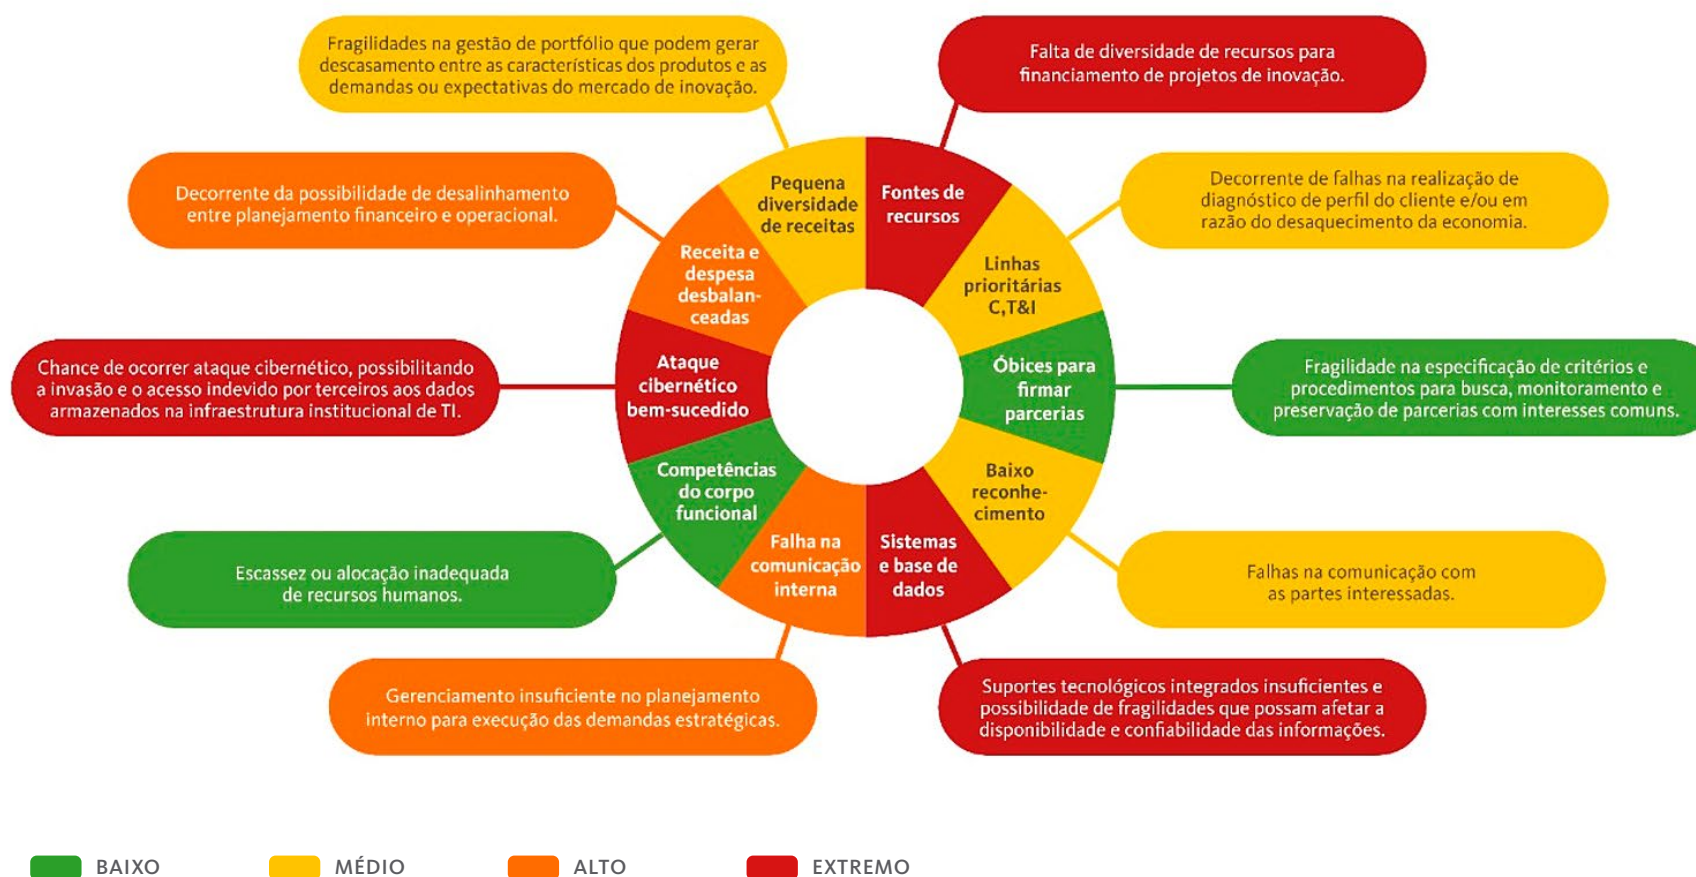 Fragilidades na gestão de portfólio que podem gerar
descasamento entre as características dos produtos e as
demandas ou expectativas do mercado de inovação.
Falta de diversidade de recursos para
financiamento de projetos de inovação.
Decorrente da possibilidade de desalinhamento
entre planejamento financeiro e operacional.
Decorrente de falhas na realização de
diagnóstico de perfil do cliente e/ou em
razão do desaquecimento da economia.
Pequena
diversidade
de receitas
Fontes de
recursos
Receita e
despesa
desbalan-
ceadas
Linhas
prioritárias
C,T&I
Chance de ocorrer ataque cibernético, possibilitando
a invasão e o acesso indevido por terceiros aos dados
armazenados na infraestrutura institucional de TI.
Ataque
cibernético
bem-sucedido
Óbices para
firmar
parcerias
Fragilidade na especificação de critérios e
procedimentos para busca, monitoramento e
preservação de parcerias com interesses comuns.
Competências
do corpo
funcional
Baixo
reconhe-
cimento
Falha na
comunicação
interna
Sistemas
e base de
dados
Escassez ou alocação inadequada
de recursos humanos.
Falhas na comunicação com
as partes interessadas.
Gerenciamento insuficiente no planejamento
interno para execução das demandas estratégicas.
Suportes tecnológicos integrados insuficientes e
possibilidade de fragilidades que possam afetar a
disponibilidade e confiabilidade das informações.
BAIXO
MÉDIO
ALTO
EXTREMO